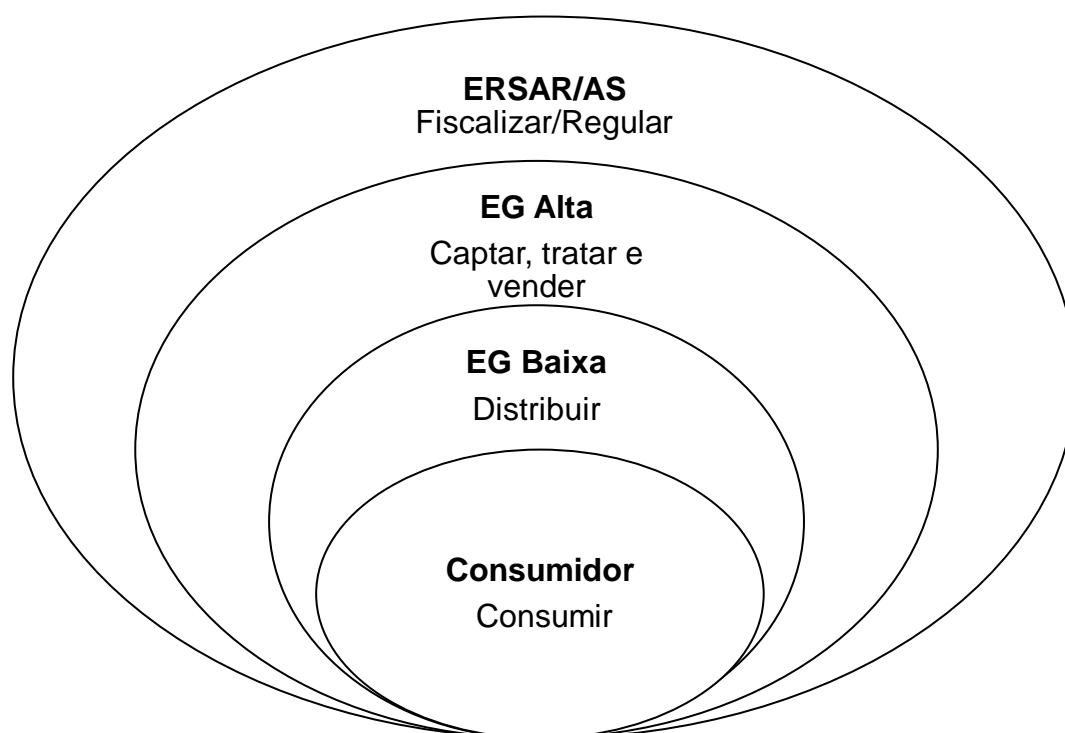 ERSAR/AS
Fiscalizar/Regular
EG Alta
Captar, tratar e
vender
EG Baixa
Distribuir
Consumidor
Consumir